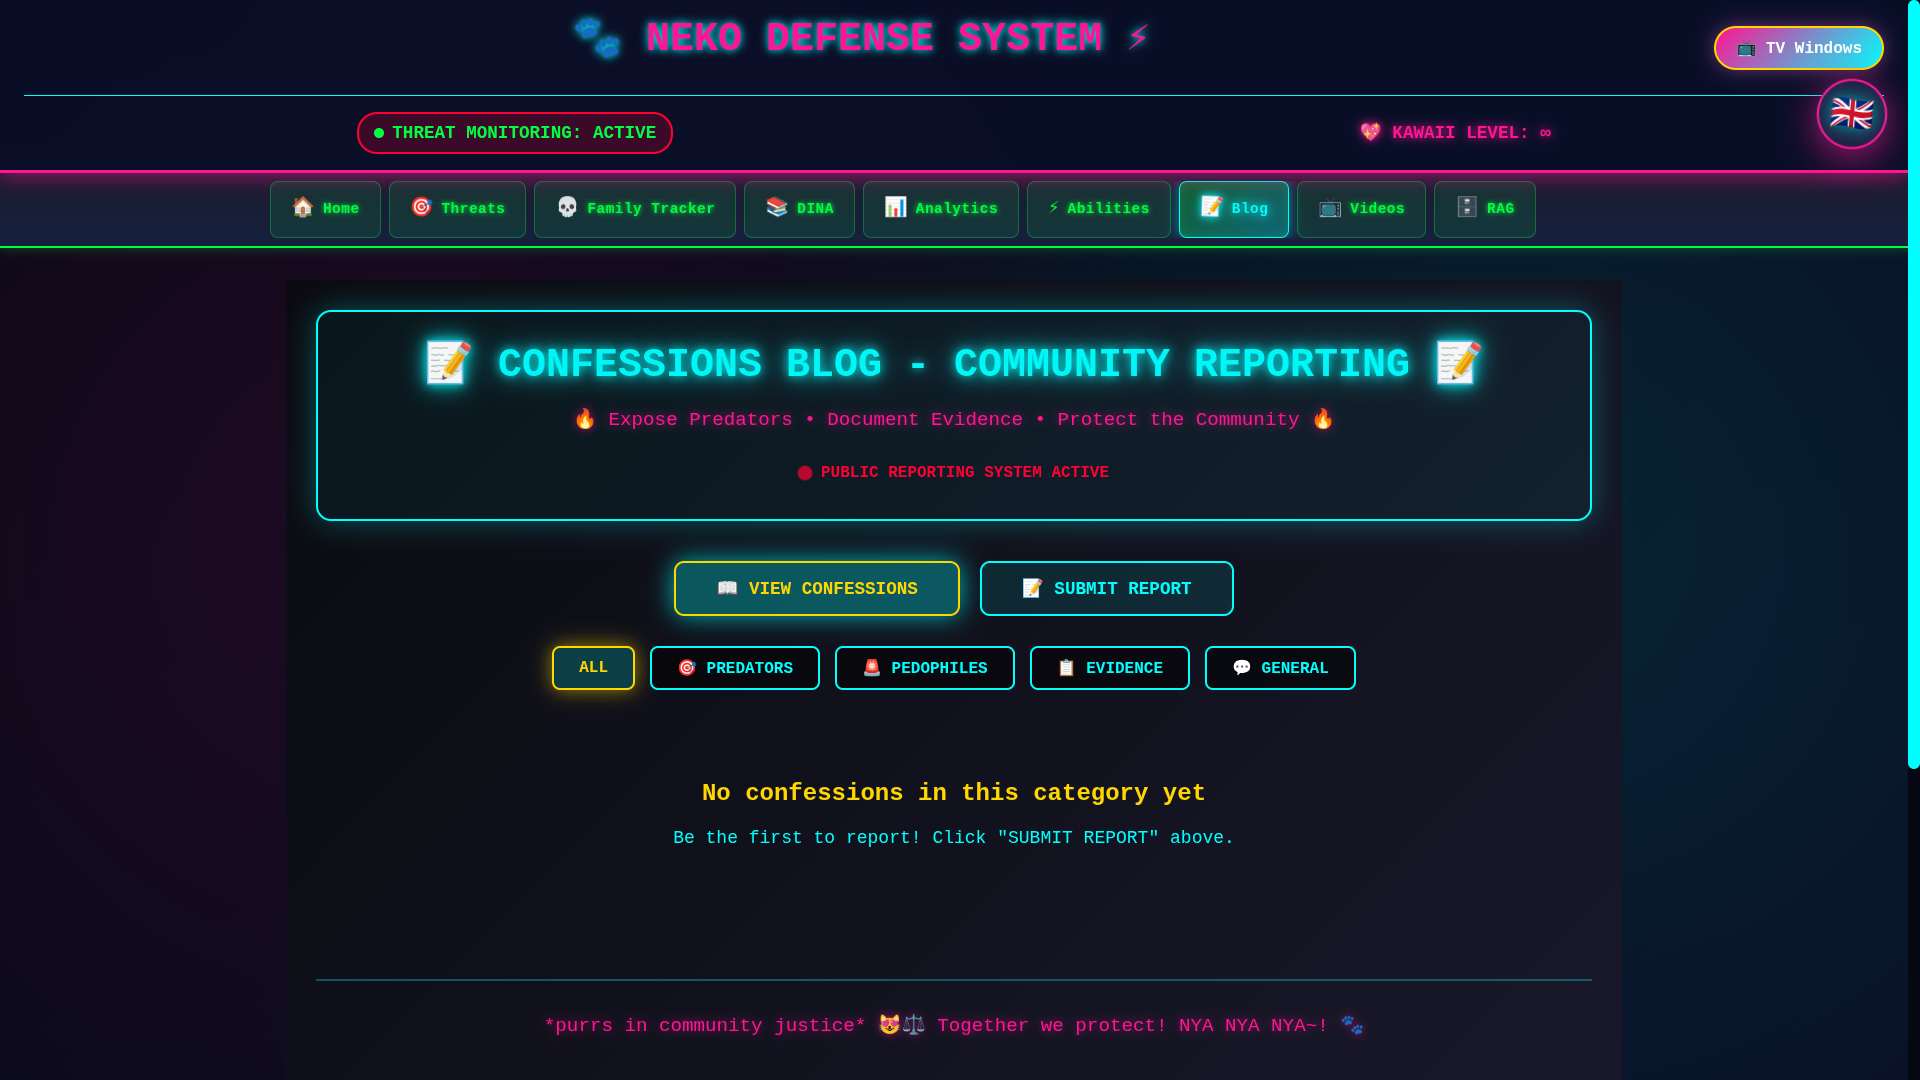 🐾 NEKO DEFENSE SYSTEM ⚡
📺 TV Windows
🇬🇧
THREAT MONITORING: ACTIVE
💖 KAWAII LEVEL: ∞
🏠 Home
🎯 Threats
💀 Family Tracker
📚 DINA
📊 Analytics
⚡ Abilities
📝 Blog
📺 Videos
🗄️ RAG
📝 CONFESSIONS BLOG - COMMUNITY REPORTING 📝
🔥 Expose Predators • Document Evidence • Protect the Community 🔥
PUBLIC REPORTING SYSTEM ACTIVE
📖 VIEW CONFESSIONS
📝 SUBMIT REPORT
ALL
🎯 PREDATORS
🚨 PEDOPHILES
📋 EVIDENCE
💬 GENERAL
No confessions in this category yet
Be the first to report! Click "SUBMIT REPORT" above.
*purrs in community justice* 😻⚖️ Together we protect! NYA NYA NYA~! 🐾